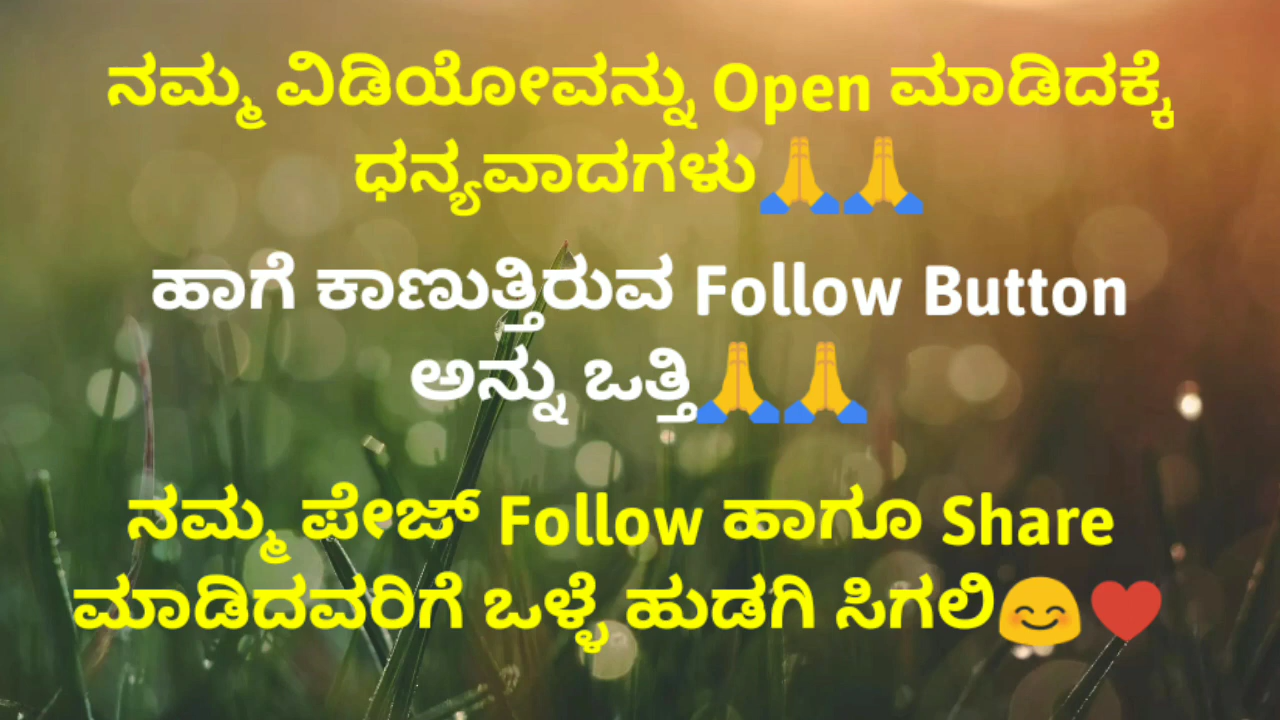 ನಮ್ಮ ವಿಡಿಯೋವನ್ನು Open ಮಾಡಿದಕ್ಕೆ
ಧನ್ಯವಾದಗಳು🙏🙏
ಹಾಗೆ ಕಾಣುತ್ತಿರುವ Follow Button
ಅನ್ನು ಒತ್ತಿ🙏🙏
ನಮ್ಮ ಪೇಜ್ Follow ಹಾಗೂ Share
ಮಾಡಿದವರಿಗೆ ಒಳ್ಳೆ ಹುಡಗಿ ಸಿಗಲಿ😊❤️